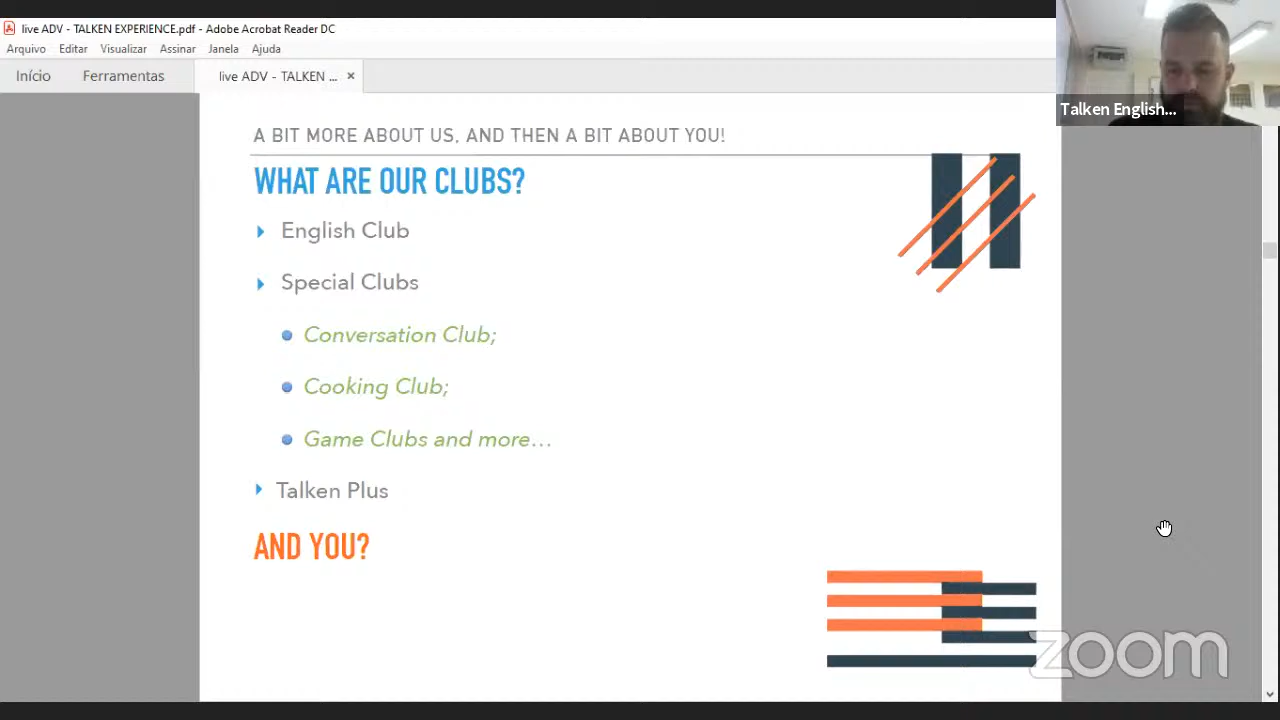 live ADV - TALKEN EXPERIENCE.pdf - Adobe Acrobat Reader DC
Arquivo Editar Visualizar Assinar Janela Ajuda
Início Ferramentas live ADV - TALKEN ... ×
Talken English...
A BIT MORE ABOUT US, AND THEN A BIT ABOUT YOU!
WHAT ARE OUR CLUBS?
English Club
Special Clubs
Conversation Club;
Cooking Club;
Game Clubs and more…
Talken Plus
AND YOU?
zoom